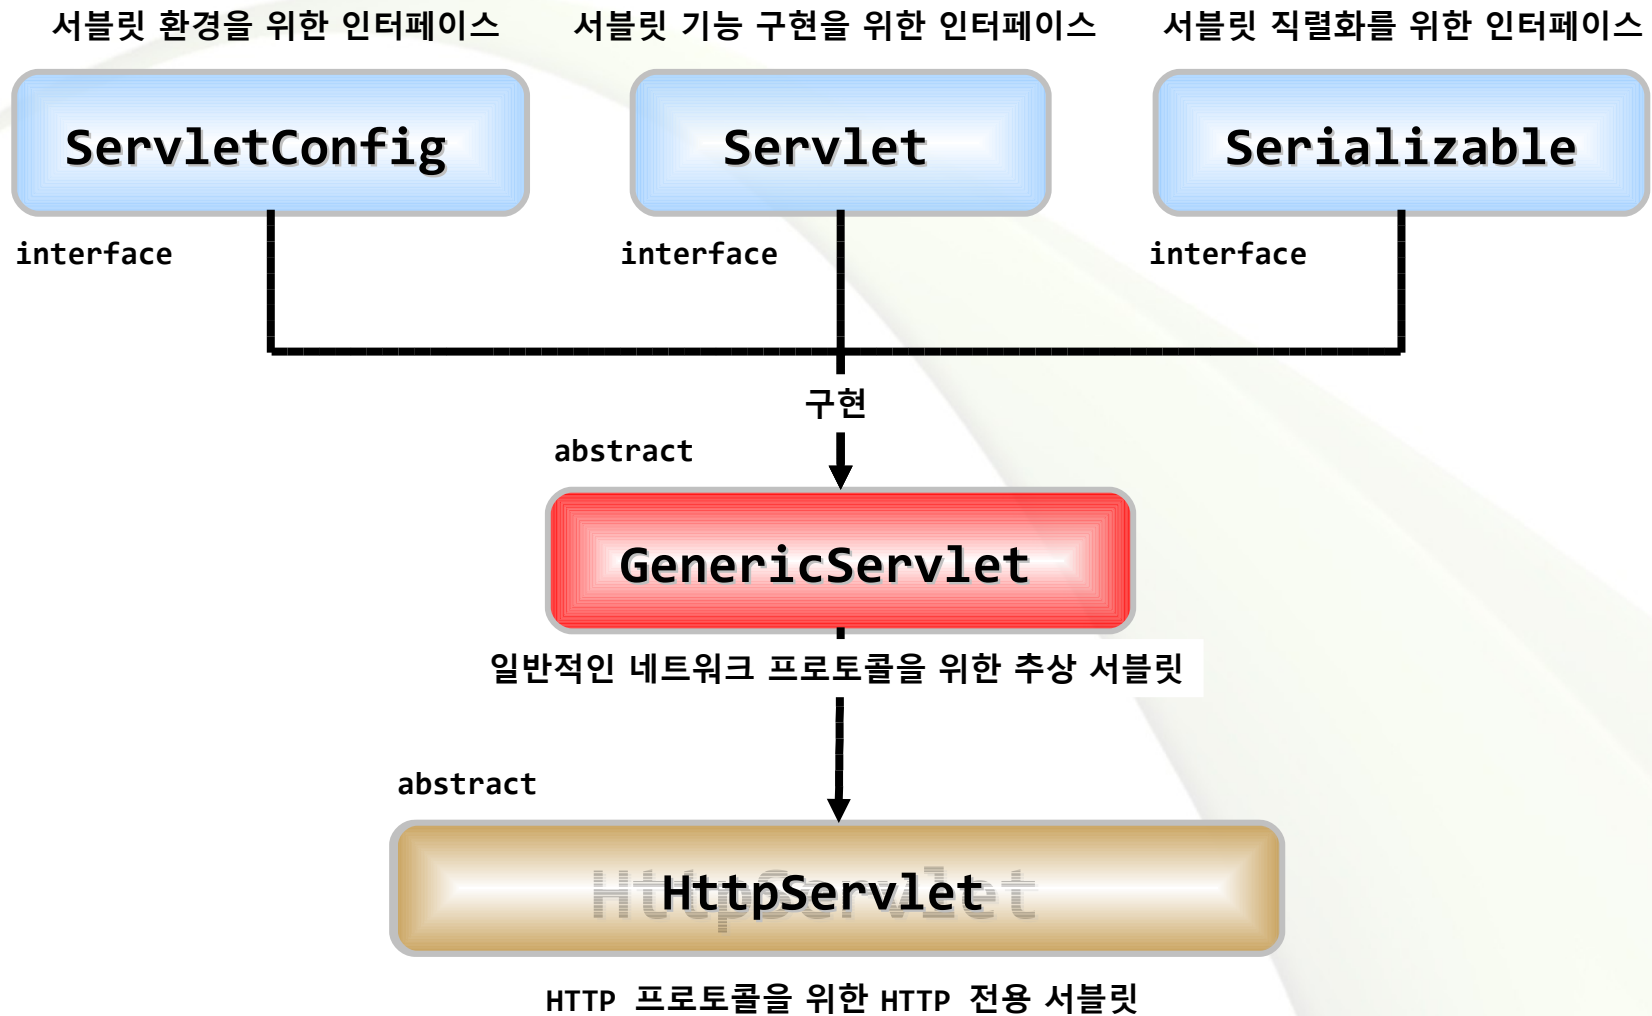 서블릿 환경을 위한 인터페이스
서블릿 기능 구현을 위한 인터페이스
서블릿 직렬화를 위한 인터페이스
ServletConfig
Servlet
Serializable
interface
interface
interface
구현
abstract
GenericServlet
일반적인 네트워크 프로토콜을 위한 추상 서블릿
abstract
HttpServlet
HTTP 프로토콜을 위한 HTTP 전용 서블릿